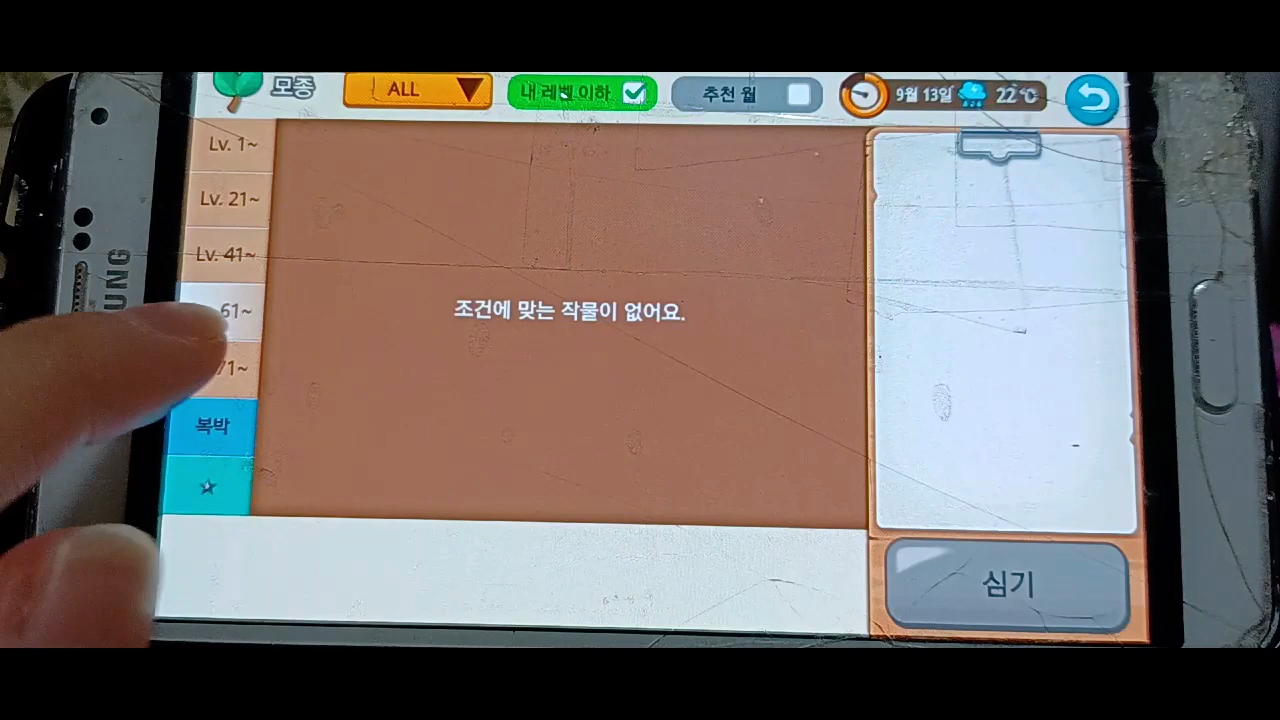 모종
ALL
내 레벨 이하
추천 월
9월 13일
22℃
Lv. 1~
Lv. 21~
Lv. 41~
61~
71~
복박
조건에 맞는 작물이 없어요.
심기
UNG